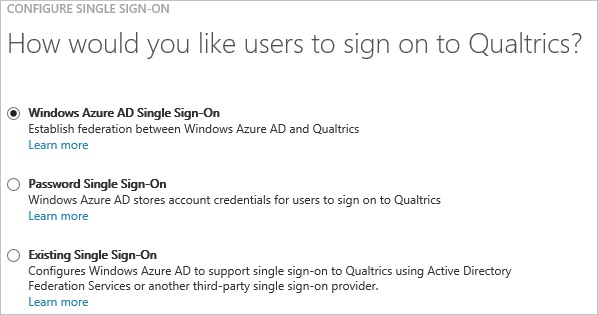 CONFIGURE SINGLE SIGN-ON
How would you like users to sign on to Qualtrics?
Windows Azure AD Single Sign-On
Establish federation between Windows Azure AD and Qualtrics
Learn more
Password Single Sign-On
Windows Azure AD stores account credentials for users to sign on to Qualtrics
Learn more
Existing Single Sign-On
Configures Windows Azure AD to support single sign-on to Qualtrics using Active Directory
Federation Services or another third-party single sign-on provider.
Learn more